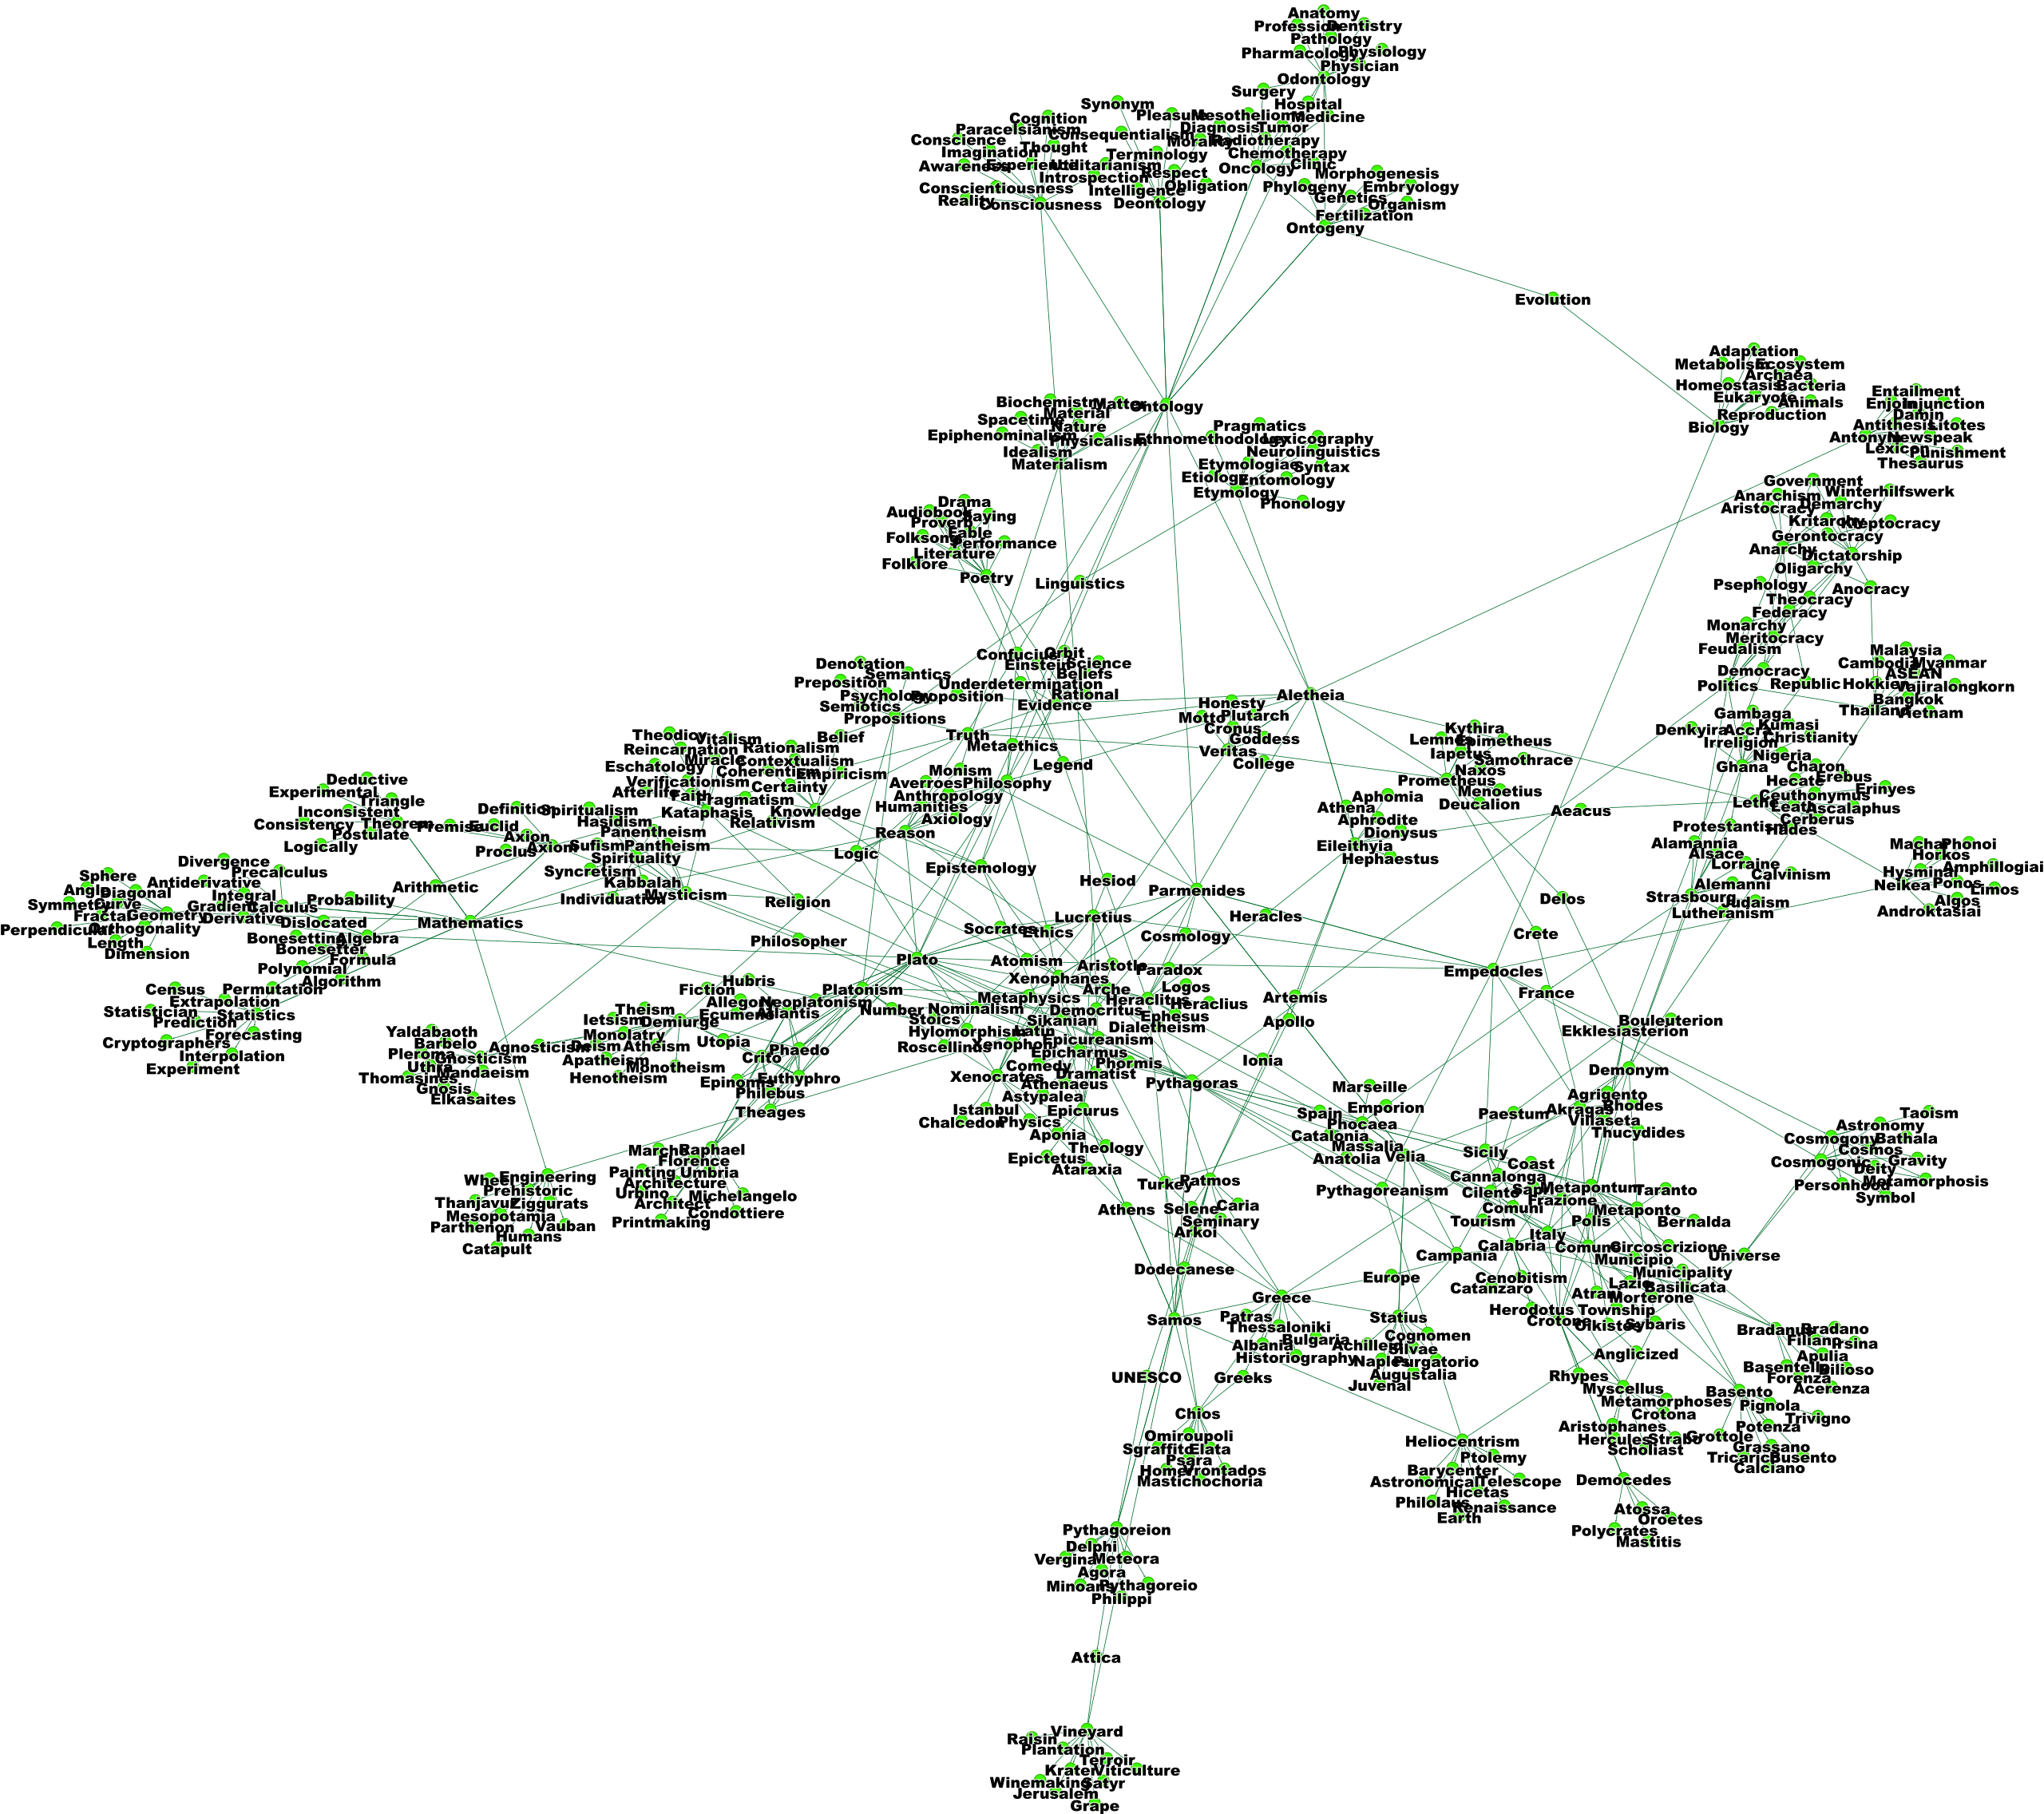 Anatomy
Profession
Dentistry
Pathology
Pharmacology
Physiology
Physician
Odontology
Surgery
Hospital
Medicine
Synonym
Pleasure
Mesothelioma
Diagnosis
Tumor
Cognition
Paracelsianism
Consequentialism
Morality
Radiotherapy
Conscience
Thought
Imagination
Terminology
Chemotherapy
Awareness
Experience
Utilitarianism
Oncology
Clinic
Introspection
Respect
Morphogenesis
Conscientiousness
Intelligence
Obligation
Phylogeny
Embryology
Genetics
Reality
Consciousness
Deontology
Organism
Fertilization
Ontogeny
Evolution
Adaptation
Metabolism
Ecosystem
Archaea
Homeostasis
Bacteria
Eukaryote
Animals
Reproduction
Biology
Entailment
Enjoin
Injunction
Damin
Antithesis
Litotes
Antonym
Newspeak
Lexicon
Punishment
Thesaurus
Biochemistry
Matter
Ontology
Material
Spacetime
Nature
Epiphenominalism
Physicalism
Idealism
Materialism
Pragmatics
Ethnomethodology
Lexicography
Neurolinguistics
Etymologiae
Syntax
Etiology
Entomology
Etymology
Phonology
Government
Anarchism
Winterhilfswerk
Demarchy
Aristocracy
Kritarchy
Kleptocracy
Gerontocracy
Anarchy
Dictatorship
Oligarchy
Psephology
Anocracy
Theocracy
Federacy
Monarchy
Meritocracy
Feudalism
Democracy
Politics
Republic
Malaysia
Cambodia
Myanmar
ASEAN
Hokkien
Vajiralongkorn
Bangkok
Thailand
Vietnam
Drama
Audiobook
Saying
Proverb
Fable
Folksong
Performance
Literature
Folklore
Poetry
Linguistics
Confucius
Orbit
Einstein
Science
Beliefs
Underdetermination
Rational
Evidence
Denotation
Semantics
Preposition
Psychology
Proposition
Semiotics
Propositions
Aletheia
Honesty
Motto
Plutarch
Cronus
Goddess
Veritas
College
Kythira
Lemnos
Epimetheus
Iapetus
Samothrace
Naxos
Prometheus
Menoetius
Deucalion
Gambaga
Denkyira
Accra
Kumasi
Irreligion
Christianity
Nigeria
Ghana
Charon
Hecate
Erebus
Ceuthonymus
Erinyes
Lethe
Death
Ascalaphus
Cerberus
Hades
Aeacus
Protestantism
Alamannia
Alsace
Lorraine
Calvinism
Alemanni
Strasbourg
Judaism
Lutheranism
Machai
Phonoi
Horkos
Hysminai
Amphillogiai
Neikea
Ponos
Limos
Algos
Androktasiai
Theodicy
Vitalism
Belief
Truth
Metaethics
Reincarnation
Rationalism
Miracle
Contextualism
Legend
Eschatology
Coherentism
Empiricism
Monism
Verificationism
Certainty
Averroes
Philosophy
Afterlife
Faith
Anthropology
Pragmatism
Humanities
Kataphasis
Knowledge
Axiology
Relativism
Reason
Athena
Aphomia
Aphrodite
Dionysus
Eileithyia
Hephaestus
Deductive
Experimental
Triangle
Inconsistent
Definition
Spiritualism
Consistency
Theorem
Premise
Euclid
Hasidism
Postulate
Axion
Panentheism
Logically
Proclus
Axiom
Sufism
Pantheism
Spirituality
Logic
Epistemology
Syncretism
Kabbalah
Individuation
Mysticism
Religion
Hesiod
Parmenides
Divergence
Precalculus
Sphere
Antiderivative
Angle
Diagonal
Integral
Probability
Arithmetic
Symmetry
Curve
Gradient
Calculus
Fractal
Geometry
Derivative
Dislocated
Mathematics
Perpendicular
Orthogonality
Length
Bonesetting
Algebra
Dimension
Bonesetter
Formula
Polynomial
Algorithm
Census
Permutation
Extrapolation
Statistician
Statistics
Prediction
Forecasting
Cryptographers
Interpolation
Experiment
Lucretius
Heracles
Socrates
Ethics
Cosmology
Philosopher
Plato
Atomism
Aristotle
Paradox
Xenophanes
Delos
Crete
Empedocles
France
Hubris
Fiction
Platonism
Arche
Logos
Artemis
Allegory
Neoplatonism
Number
Metaphysics
Heraclitus
Heraclius
Ecumene
Atlantis
Nominalism
Democritus
Ephesus
Apollo
Theism
Ietsism
Demiurge
Stoics
Sikanian
Dialetheism
Monolatry
Hylomorphism
Latin
Epicureanism
Utopia
Roscellinus
Xenophon
Deism
Atheism
Phaedo
Epicharmus
Agnosticism
Apatheism
Crito
Comedy
Phormis
Ionia
Monotheism
Henotheism
Euthyphro
Dramatist
Epinomis
Xenocrates
Athenaeus
Pythagoras
Philebus
Astypalea
Theages
Istanbul
Epicurus
Chalcedon
Physics
Aponia
Theology
Epictetus
Ataraxia
Yaldabaoth
Barbelo
Pleroma
Gnosticism
Uthra
Mandaeism
Thomasines
Gnosis
Elkasaites
Bouleuterion
Ekklesiasterion
Demonym
Marseille
Agrigento
Emporion
Paestum
Akragas
Rhodes
Spain
Phocaea
Villaseta
Catalonia
Massalia
Thucydides
Anatolia
Velia
Sicily
Taoism
Astronomy
Cosmogony
Bathala
Cosmos
Cosmogonic
Gravity
Deity
Personhood
Metamorphosis
Symbol
Marche
Raphael
Florence
Painting
Umbria
Architecture
Urbino
Michelangelo
Architect
Condottiere
Printmaking
Wheel
Engineering
Prehistoric
Thanjavur
Ziggurats
Mesopotamia
Parthenon
Vauban
Humans
Catapult
Turkey
Patmos
Pythagoreanism
Coast
Cannalonga
Cilento
Metapontum
Taranto
Frazione
Athens
Selene
Caria
Seminary
Comuni
Metaponto
Arkoi
Tourism
Polis
Bernalda
Italy
Campania
Calabria
Comune
Circoscrizione
Universe
Municipio
Dodecanese
Europe
Cenobitism
Municipality
Catanzaro
Lazio
Basilicata
Greece
Atrani
Morterone
Herodotus
Township
Samos
Patras
Statius
Crotone
Oikistes
Sybaris
Thessaloniki
Bulgaria
Cognomen
Bradanus
Bradano
Albania
Achilles
Silvae
Filiano
Irsina
Historiography
Naples
Purgatorio
Anglicized
Apulia
Augustalia
Basentello
Bilioso
UNESCO
Greeks
Juvenal
Rhypes
Forenza
Acerenza
Myscellus
Basento
Metamorphoses
Pignola
Chios
Crotona
Trivigno
Aristophanes
Potenza
Omiroupoli
Heliocentrism
Hercules
Strabo
Grottole
Sgraffito
Elata
Scholiast
Grassano
Psara
Ptolemy
Tricarico
Busento
Homer
Vrontados
Barycenter
Calciano
Mastichochoria
Astronomical
Telescope
Democedes
Hicetas
Philolaus
Renaissance
Earth
Atossa
Oroetes
Polycrates
Mastitis
Pythagoreion
Delphi
Vergina
Meteora
Agora
Minoans
Pythagoreio
Philippi
Attica
Vineyard
Raisin
Plantation
Terroir
Krater
Viticulture
Winemaking
Satyr
Jerusalem
Grape